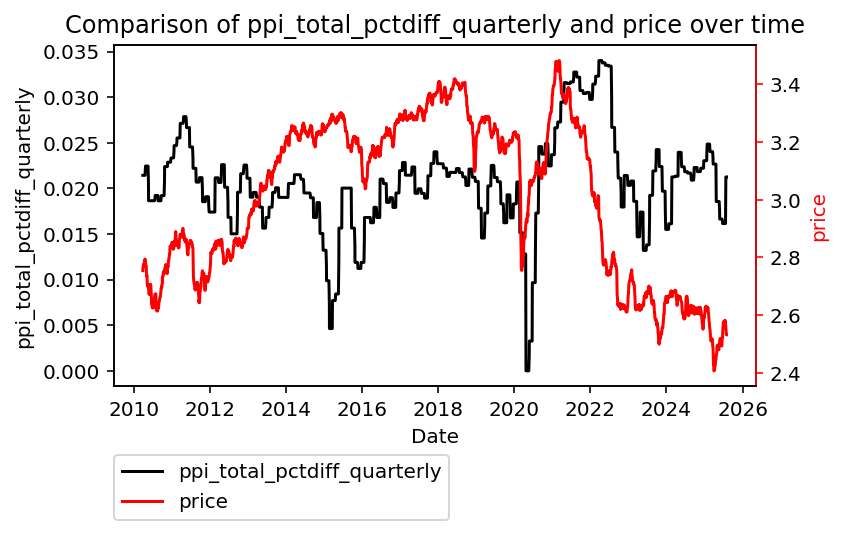 Comparison of ppi_total_pctdiff_quarterly and price over time
ppi_total_pctdiff_quarterly
0.035
0.030
0.025
0.020
0.015
0.010
0.005
0.000
3.4
3.2
3.0
2.8
2.6
2.4
price
2010 2012 2014 2016 2018 2020 2022 2024 2026
Date
ppi_total_pctdiff_quarterly
price